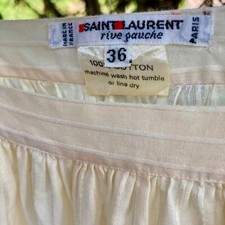 MADE IN FRANCE
SAINT LAURENT
rive gauche
PARIS
36
100% COTTON
machine wash hot tumble
or line dry